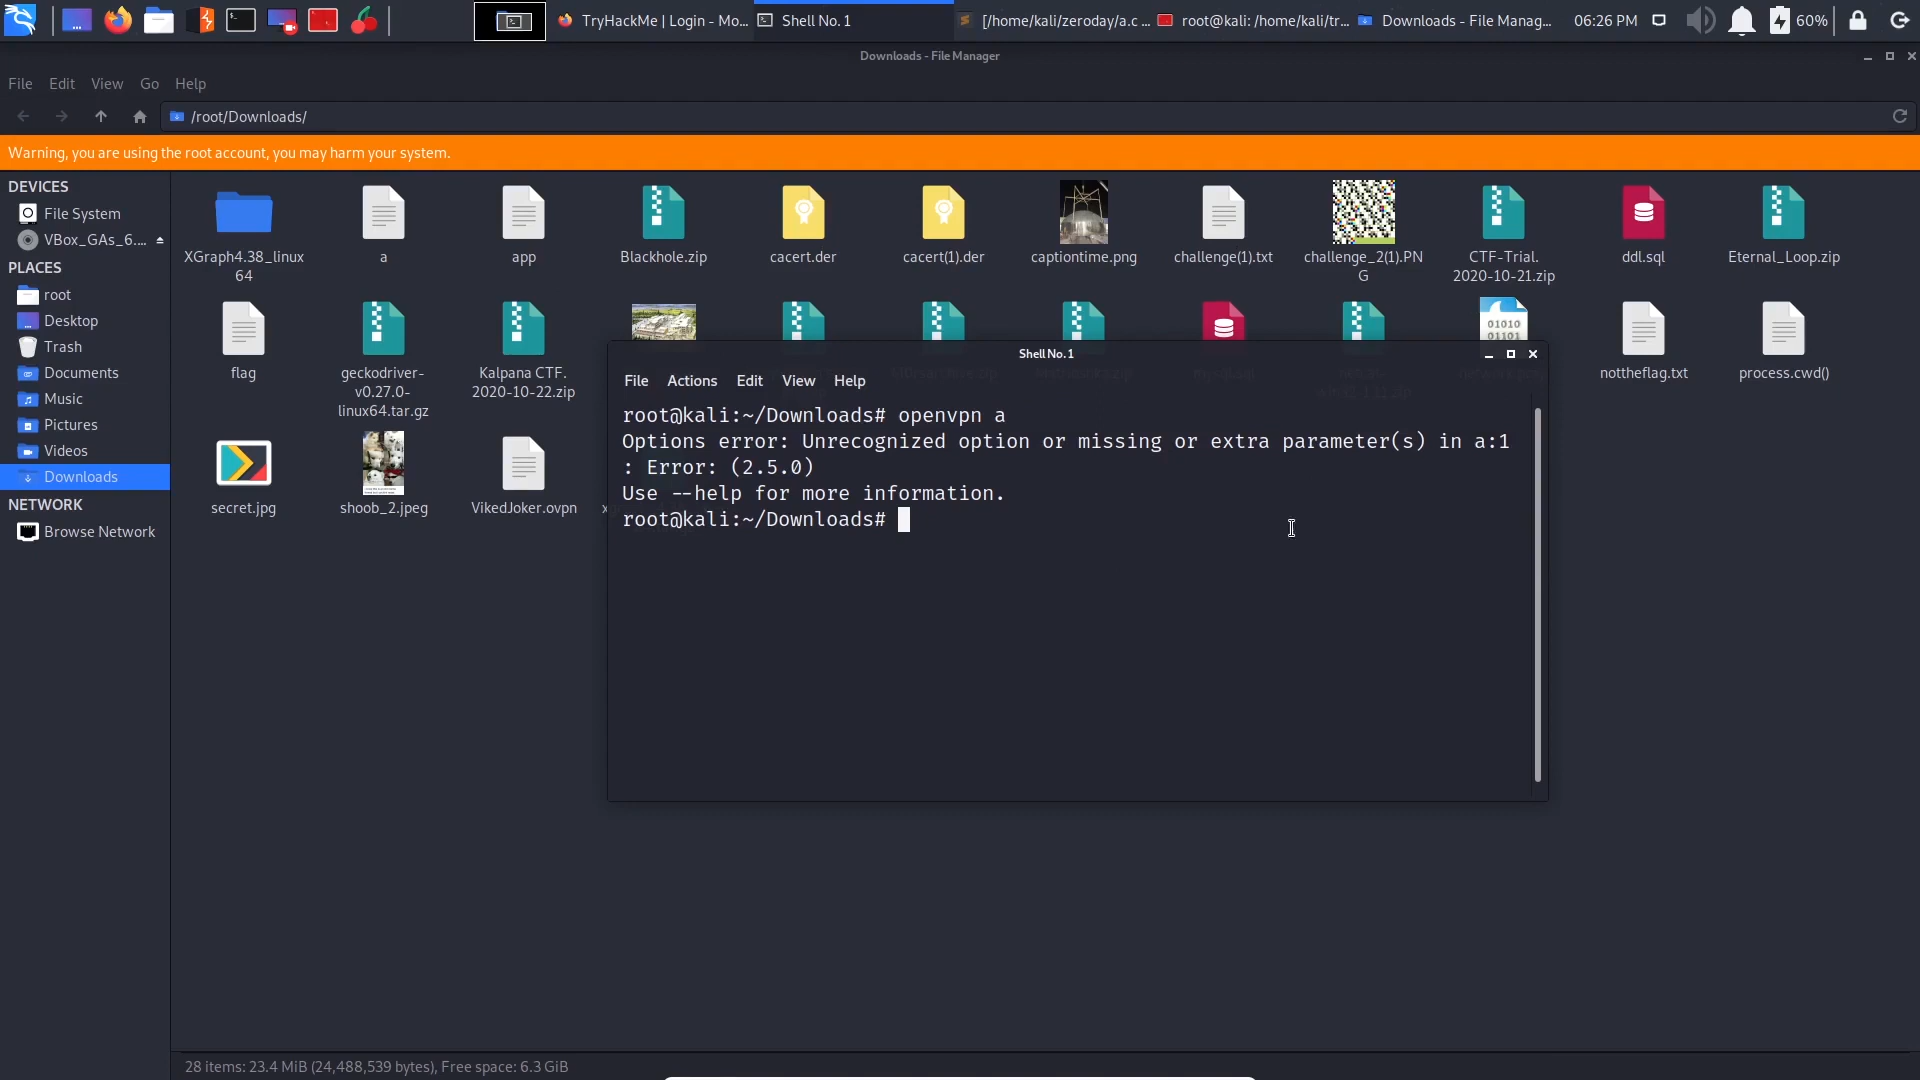 TryHackMe | Login - Mo...
Shell No. 1
[/home/kali/zeroday/a.c ...
root@kali: /home/kali/tr...
Downloads - File Manag...
06:26 PM
60%
Downloads - File Manager
File Edit View Go Help
/root/Downloads/
Warning, you are using the root account, you may harm your system.
DEVICES
File System
VBox_GAs_6....
PLACES
root
Desktop
Trash
Documents
Music
Pictures
Videos
Downloads
NETWORK
Browse Network
XGraph4.38_linux
64
a
app
Blackhole.zip
cacert.der
cacert(1).der
captiontime.png
challenge(1).txt
challenge_2(1).PN
G
CTF-Trial.
2020-10-21.zip
ddl.sql
Eternal_Loop.zip
flag
geckodriver-
v0.27.0-
linux64.tar.gz
Kalpana CTF.
2020-10-22.zip
01010
01101
nottheflag.txt
process.cwd()
secret.jpg
shoob_2.jpeg
VikedJoker.ovpn
Shell No. 1
File Actions Edit View Help
root@kali:~/Downloads# openvpn a
Options error: Unrecognized option or missing or extra parameter(s) in a:1
: Error: (2.5.0)
Use --help for more information.
root@kali:~/Downloads#
28 items: 23.4 MiB (24,488,539 bytes), Free space: 6.3 GiB